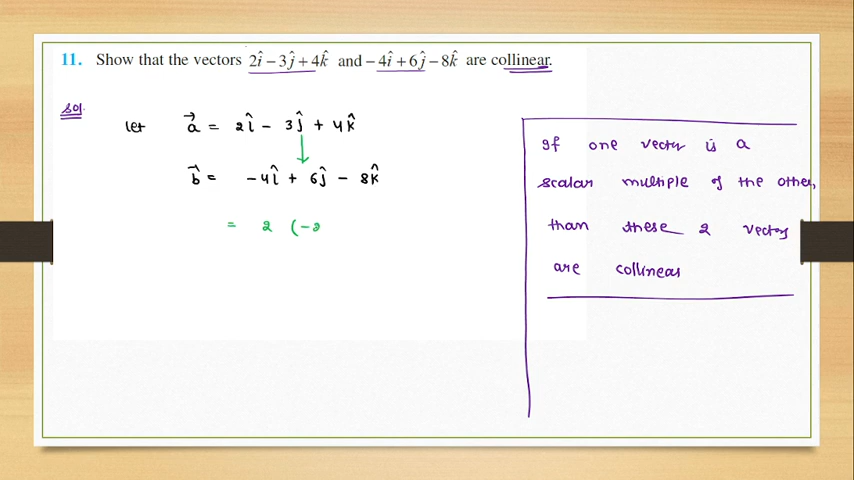 11. Show that the vectors 2î − 3ĵ + 4k̂ and − 4î + 6ĵ − 8k̂ are collinear.
Sol.
let a⃗ = 2î − 3ĵ + 4k̂
b⃗ = −4î + 6ĵ − 8k̂
= 2 (−2
If one vector is a
scalar multiple of the other,
than these 2 vectors
are collinear